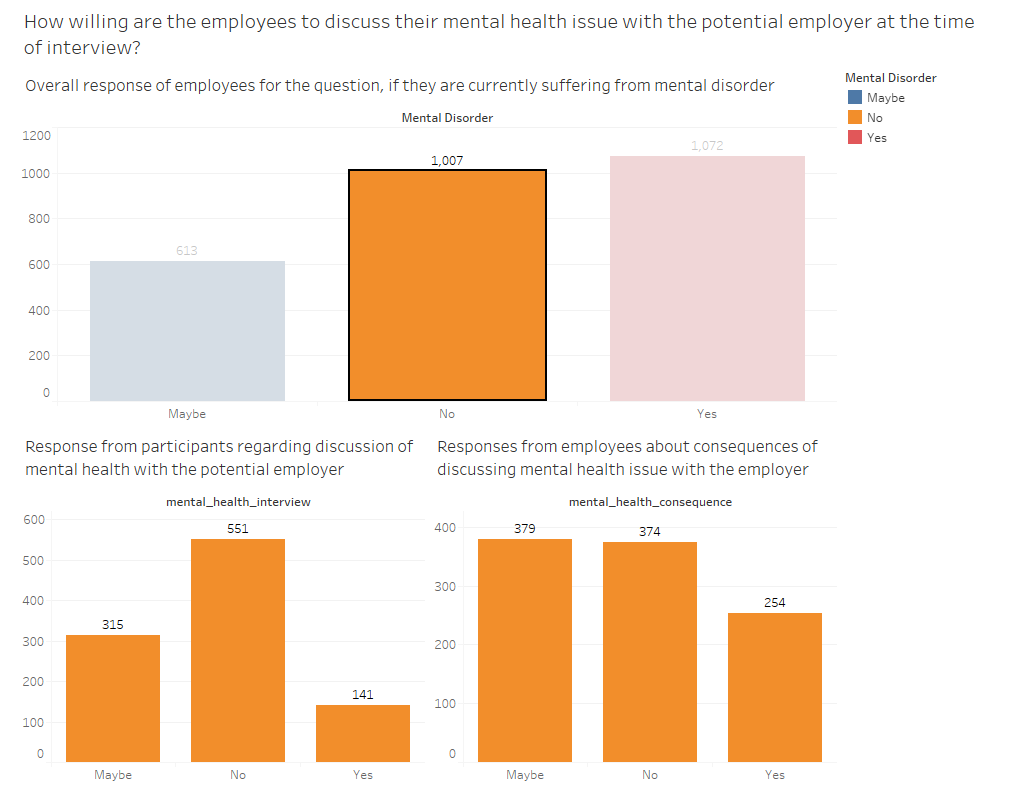 How willing are the employees to discuss their mental health issue with the potential employer at the time
of interview?
Overall response of employees for the question, if they are currently suffering from mental disorder
Mental Disorder
Maybe
No
Yes
Mental Disorder
1200
1000
800
600
400
200
0
613
1,007
1,072
Maybe
No
Yes
Response from participants regarding discussion of
mental health with the potential employer
mental_health_interview
600
500
400
300
200
100
0
315
551
141
Maybe
No
Yes
Responses from employees about consequences of
discussing mental health issue with the employer
mental_health_consequence
400
300
200
100
0
379
374
254
Maybe
No
Yes